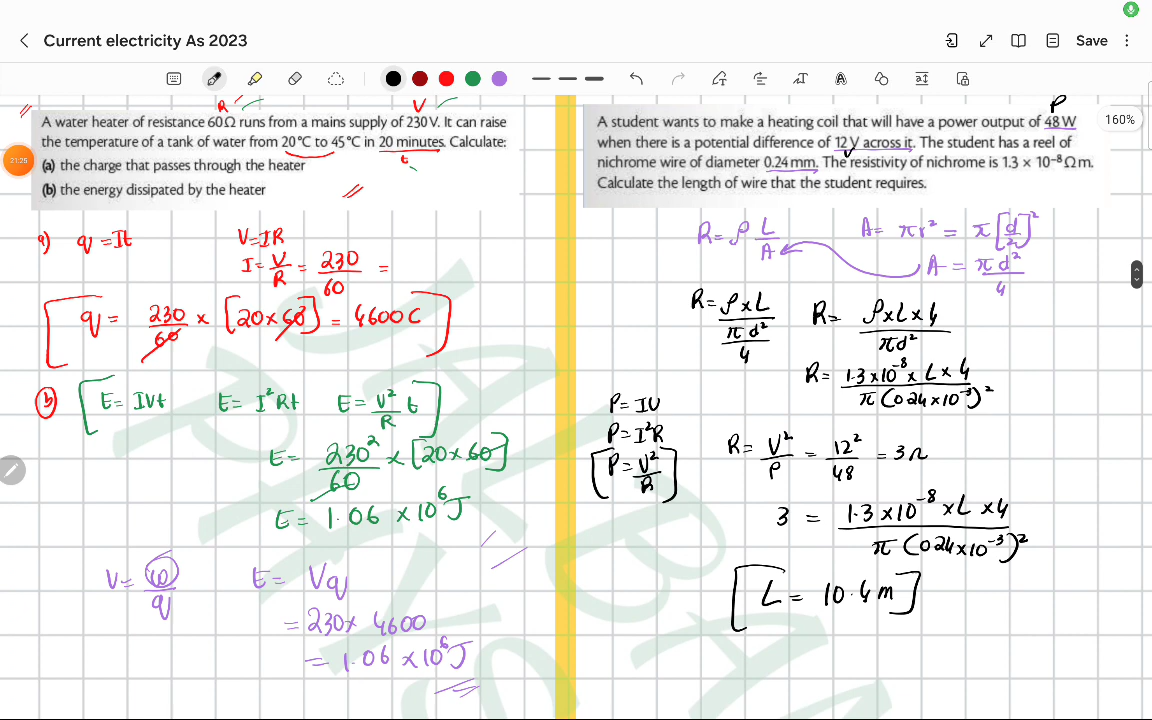 Current electricity As 2023
Save
160%
21:25
R
V
A water heater of resistance 60Ω runs from a mains supply of 230V. It can raise
the temperature of a tank of water from 20°C to 45°C in 20 minutes. Calculate:
t
(a) the charge that passes through the heater
(b) the energy dissipated by the heater
a) q = It
V=IR
I = V/R = 230/60 =
q = 230/60 × [20×60] = 4600 C
(b) E = IVt E = I²Rt E = V²/R t
E = 230²/60 × [20×60]
E = 1.06 × 10⁶ J
V = w/q
E = Vq
= 230 × 4600
= 1.06 × 10⁶ J
P
A student wants to make a heating coil that will have a power output of 48W
when there is a potential difference of 12V across it. The student has a reel of
nichrome wire of diameter 0.24mm. The resistivity of nichrome is 1.3 × 10⁻⁸Ωm.
Calculate the length of wire that the student requires.
R = ρ L/A
A = πr² = π[d/2]²
A = πd²/4
R = ρ×L/(πd²/4)
R = ρ×L×4/πd²
R = 1.3×10⁻⁸ × L × 4/π(0.24×10⁻³)²
P = IV
P = I²R
[P = V²/R]
R = V²/P = 12²/48 = 3Ω
3 = 1.3×10⁻⁸ × L × 4/π(0.24×10⁻³)²
[L = 10.4 m]